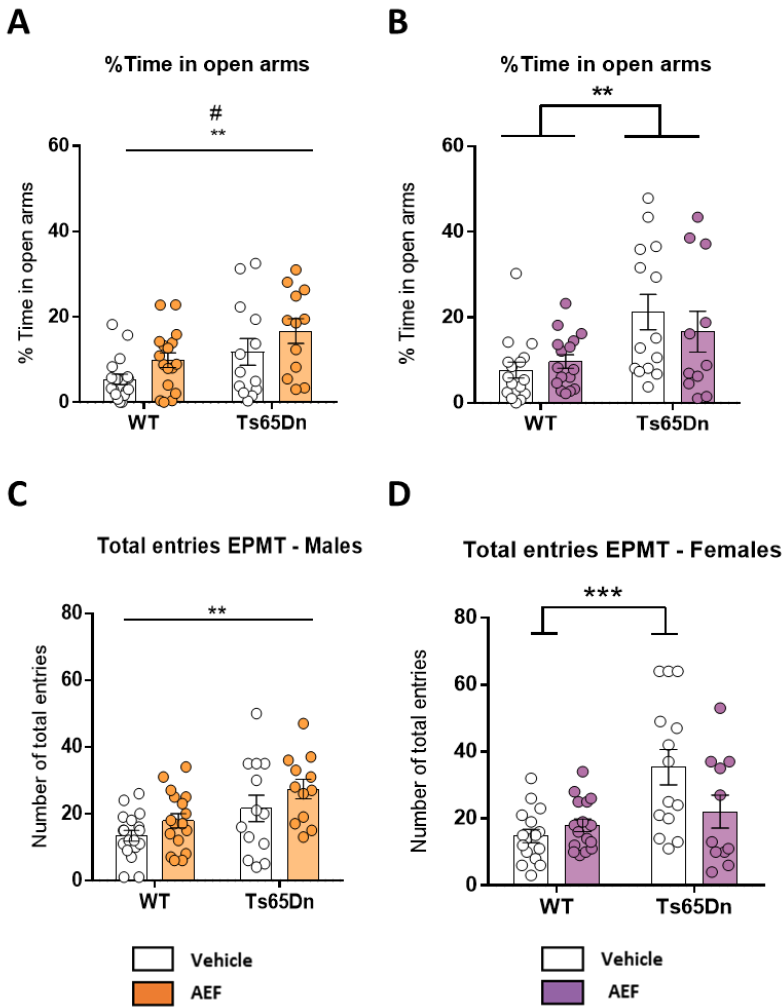 A
%Time in open arms
#
**
60
40
20
0
% Time in open arms
WT
Ts65Dn
B
%Time in open arms
**
60
40
20
0
% Time in open arms
WT
Ts65Dn
C
Total entries EPMT - Males
**
80
60
40
20
0
Number of total entries
WT
Ts65Dn
Vehicle
AEF
D
Total entries EPMT - Females
***
80
60
40
20
0
Number of total entries
WT
Ts65Dn
Vehicle
AEF